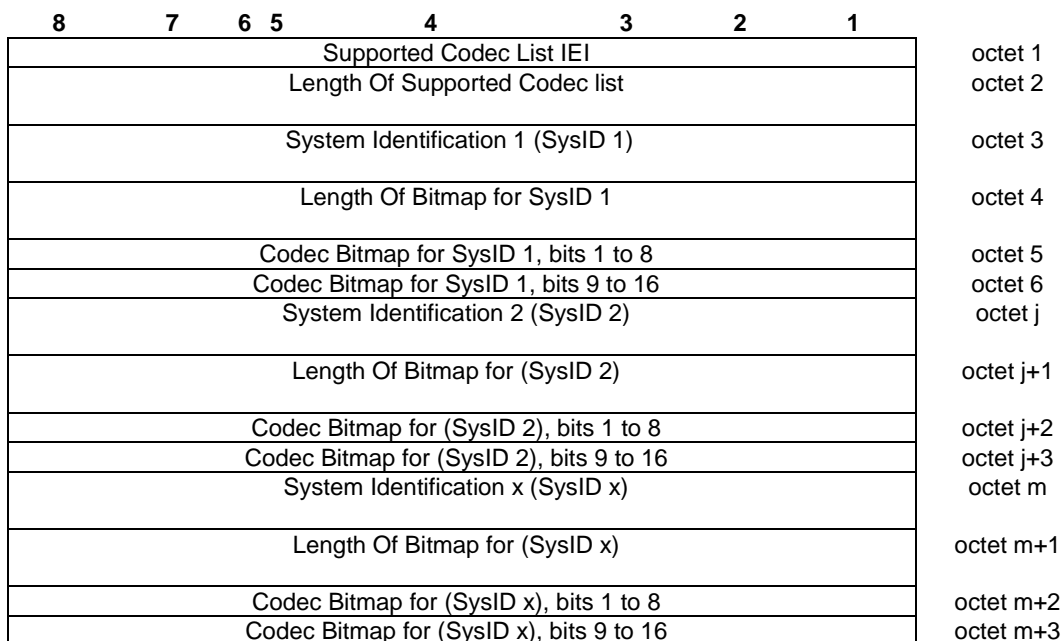 8 7 6 5 4 3 2 1
Supported Codec List IEI octet 1
Length Of Supported Codec list octet 2
System Identification 1 (SysID 1) octet 3
Length Of Bitmap for SysID 1 octet 4
Codec Bitmap for SysID 1, bits 1 to 8 octet 5
Codec Bitmap for SysID 1, bits 9 to 16 octet 6
System Identification 2 (SysID 2) octet j
Length Of Bitmap for (SysID 2) octet j+1
Codec Bitmap for (SysID 2), bits 1 to 8 octet j+2
Codec Bitmap for (SysID 2), bits 9 to 16 octet j+3
System Identification x (SysID x) octet m
Length Of Bitmap for (SysID x) octet m+1
Codec Bitmap for (SysID x), bits 1 to 8 octet m+2
Codec Bitmap for (SysID x), bits 9 to 16 octet m+3